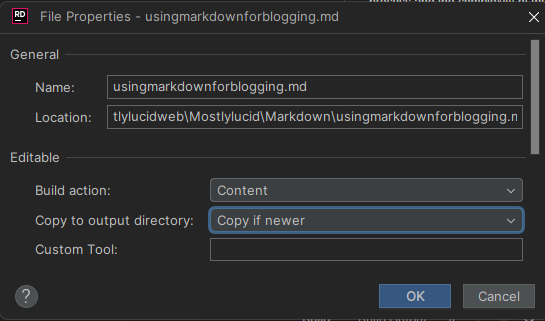 RD File Properties - usingmarkdownforblogging.md
General
Name: usingmarkdownforblogging.md
Location: tlylucidweb\Mostlylucid\Markdown\usingmarkdownforblogging.n
Editable
Build action: Content
Copy to output directory: Copy if newer
Custom Tool:
? OK Cancel